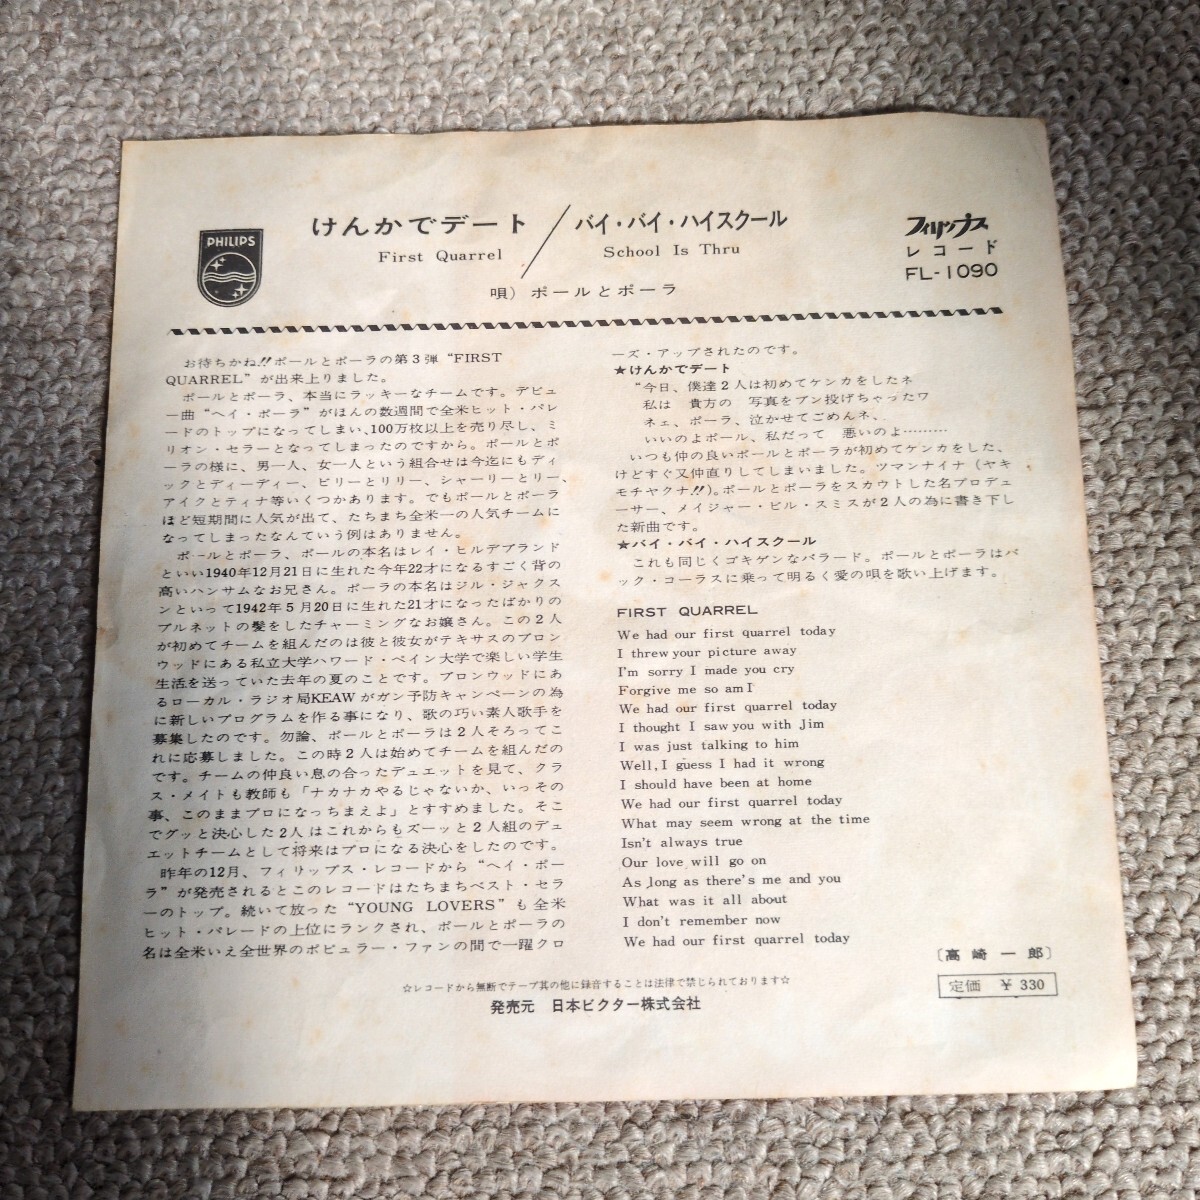 PHILIPS
けんかでデート／バイ・バイ・ハイスクール
First Quarrel
School Is Thru
唄）ポールとポーラ
フィリップス
レコード
FL-1090
お待ちかね!!ポールとポーラの第３弾 “FIRST
QUARREL” が出来上りました。
ポールとポーラ、本当にラッキーなチームです。デビュ
ー曲 “ヘイ・ポーラ” がほんの数週間で全米ヒット・パレ
ードのトップになってしまい、100万枚以上を売り尽し、ミ
リオン・セラーとなってしまったのですから。ポールとポ
ーラの様に、男一人、女一人という組合せは今迄にもディ
ックとディーディー、ビリーとリリー、シャーリーとリー、
アイクとティナ等いくつかあります。でもポールとポーラ
ほど短期間に人気が出て、たちまち全米一の人気チームに
なってしまったなんていう例はありません。
ポールとポーラ、ポールの本名はレイ・ヒルデブランド
といい1940年12月21日に生れた今年22才になるすごく背の
高いハンサムなお兄さん。ポーラの本名はジル・ジャクス
ンといって1942年５月20日に生れた21才になったばかりの
ブルネットの髪をしたチャーミングなお嬢さん。この２人
が初めてチームを組んだのは彼と彼女がテキサスのブロン
ウッドにある私立大学ハワード・ペイン大学で楽しい学生
生活を送っていた去年の夏のことです。ブロンウッドにあ
るローカル・ラジオ局KEAWがガン予防キャンペーンの為
に新しいプログラムを作る事になり、歌の巧い素人歌手を
募集したのです。勿論、ポールとポーラは２人そろってこ
れに応募しました。この時２人は始めてチームを組んだの
です。チームの仲良い息の合ったデュエットを見て、クラ
ス・メイトも教師も「ナカナカやるじゃないか、いっその
事、このままプロになっちまえよ」とすすめました。そこ
でグッと決心した２人はこれからもズーッと２人組のデュ
エットチームとして将来はプロになる決心をしたのです。
昨年の12月、フィリップス・レコードから “ヘイ・ポー
ラ” が発売されるとこのレコードはたちまちベスト・セラ
ーのトップ。続いて放った “YOUNG LOVERS” も全米
ヒット・パレードの上位にランクされ、ポールとポーラの
名は全米いえ全世界のポピュラー・ファンの間で一躍クロ
ーズ・アップされたのです。
★けんかでデート
“今日、僕達２人は初めてケンカをしたネ
私は　貴方の　写真をブン投げちゃったワ
ネェ、ポーラ、泣かせてごめんネ、
いいのよポール、私だって　悪いのよ………
いつも仲の良いポールとポーラが初めてケンカをした、
けどすぐ又仲直りしてしまいました。ツマンナイナ（ヤキ
モチヤクナ!!）。ポールとポーラをスカウトした名プロデュ
ーサー、メイジャー・ビル・スミスが２人の為に書き下し
た新曲です。
★バイ・バイ・ハイスクール
これも同じくゴキゲンなバラード。ポールとポーラはバ
ック・コーラスに乗って明るく愛の唄を歌い上げます。
FIRST QUARREL
We had our first quarrel today
I threw your picture away
I'm sorry I made you cry
Forgive me so am I
We had our first quarrel today
I thought I saw you with Jim
I was just talking to him
Well, I guess I had it wrong
I should have been at home
We had our first quarrel today
What may seem wrong at the time
Isn't always true
Our love will go on
As long as there's me and you
What was it all about
I don't remember now
We had our first quarrel today
〔高崎一郎〕
☆レコードから無断でテープ其の他に録音することは法律で禁じられております☆
発売元　日本ビクター株式会社
定価　￥330